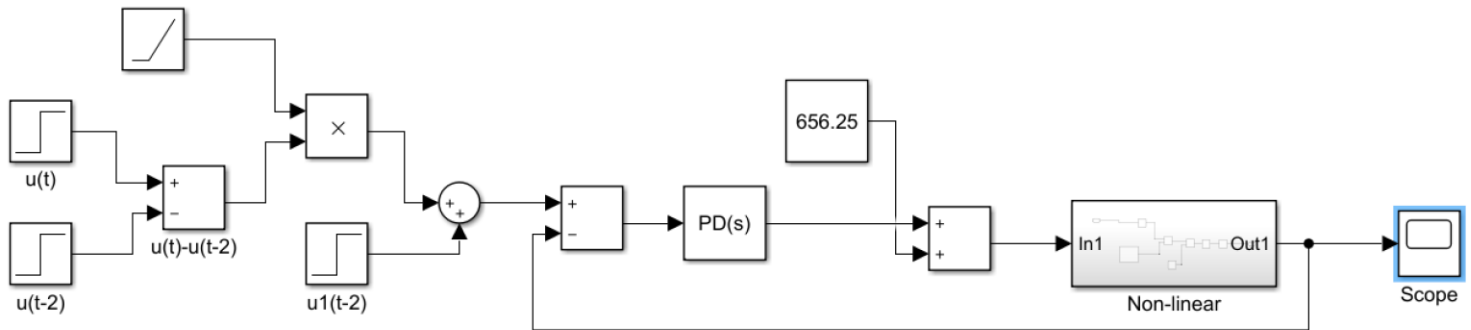 u(t)
+
−
u(t)-u(t-2)
u(t-2)
×
+
+
u1(t-2)
+
−
PD(s)
656.25
+
+
In1
Out1
Non-linear
Scope